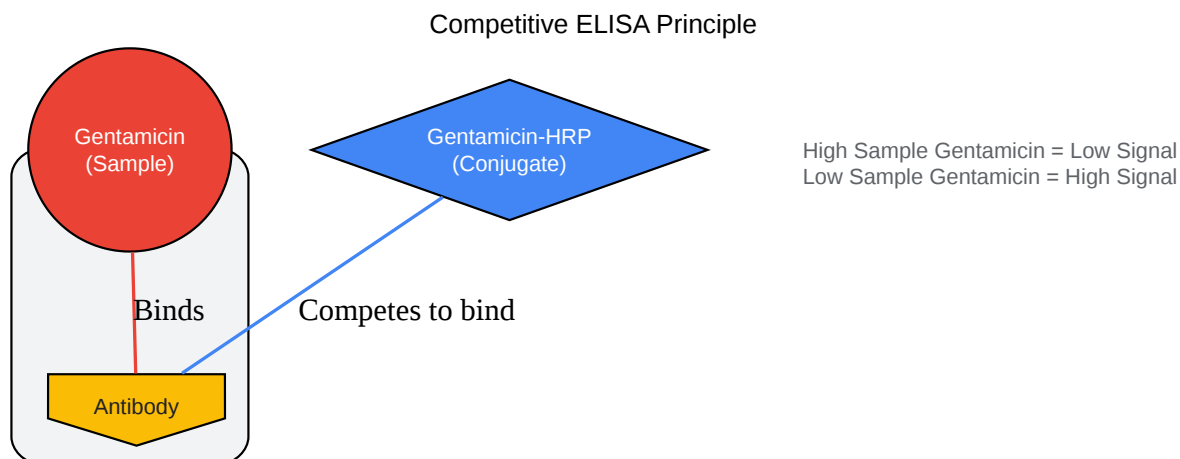 Competitive ELISA Principle
Gentamicin
(Sample)
Gentamicin-HRP
(Conjugate)
High Sample Gentamicin = Low Signal
Low Sample Gentamicin = High Signal
Binds
Competes to bind
Antibody